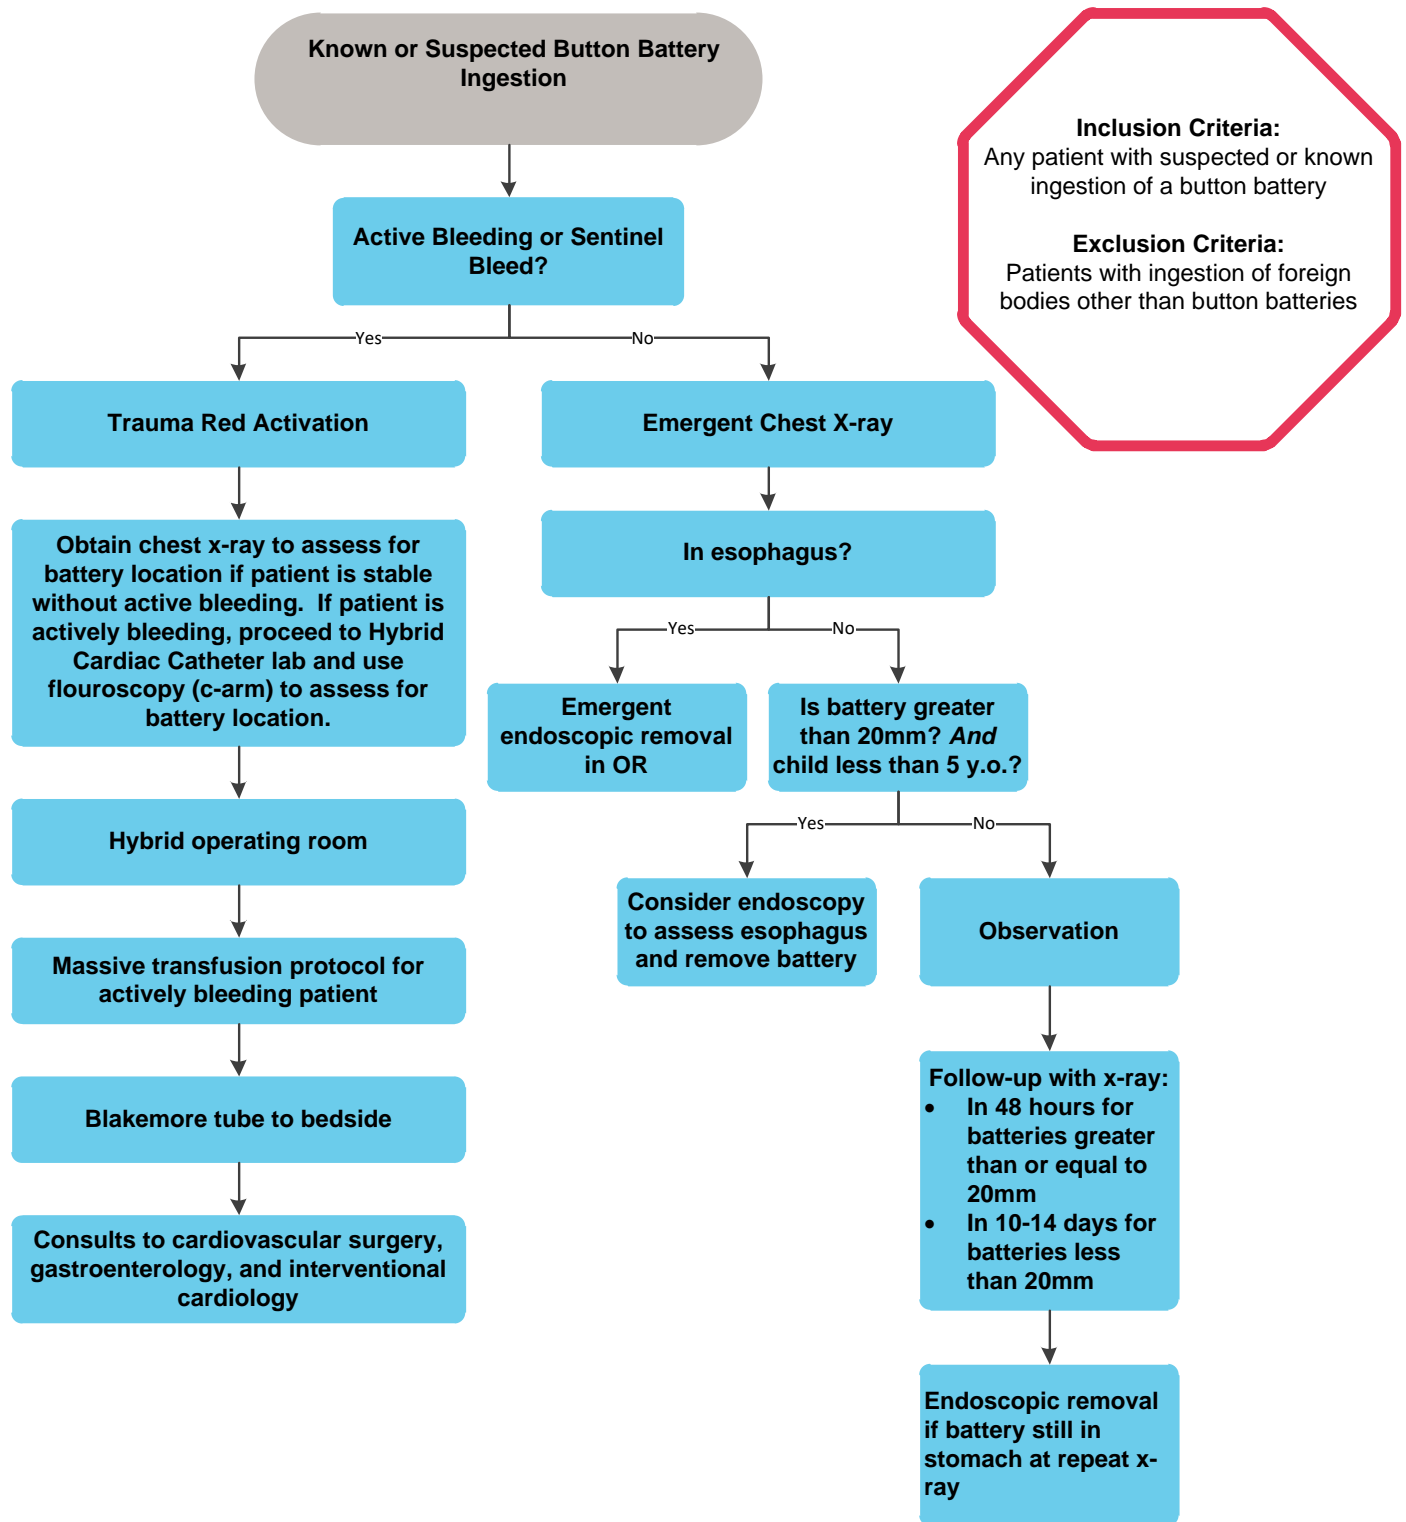 Known or Suspected Button Battery
Ingestion
Inclusion Criteria:
Any patient with suspected or known
ingestion of a button battery
Exclusion Criteria:
Patients with ingestion of foreign
bodies other than button batteries
Active Bleeding or Sentinel
Bleed?
Yes
No
Trauma Red Activation
Emergent Chest X-ray
Obtain chest x-ray to assess for
battery location if patient is stable
without active bleeding.  If patient is
actively bleeding, proceed to Hybrid
Cardiac Catheter lab and use
flouroscopy (c-arm) to assess for
battery location.
In esophagus?
Yes
No
Emergent
endoscopic removal
in OR
Is battery greater
than 20mm? And
child less than 5 y.o.?
Hybrid operating room
Yes
No
Consider endoscopy
to assess esophagus
and remove battery
Observation
Massive transfusion protocol for
actively bleeding patient
Blakemore tube to bedside
Follow-up with x-ray:
• In 48 hours for
batteries greater
than or equal to
20mm
• In 10-14 days for
batteries less
than 20mm
Consults to cardiovascular surgery,
gastroenterology, and interventional
cardiology
Endoscopic removal
if battery still in
stomach at repeat x-
ray